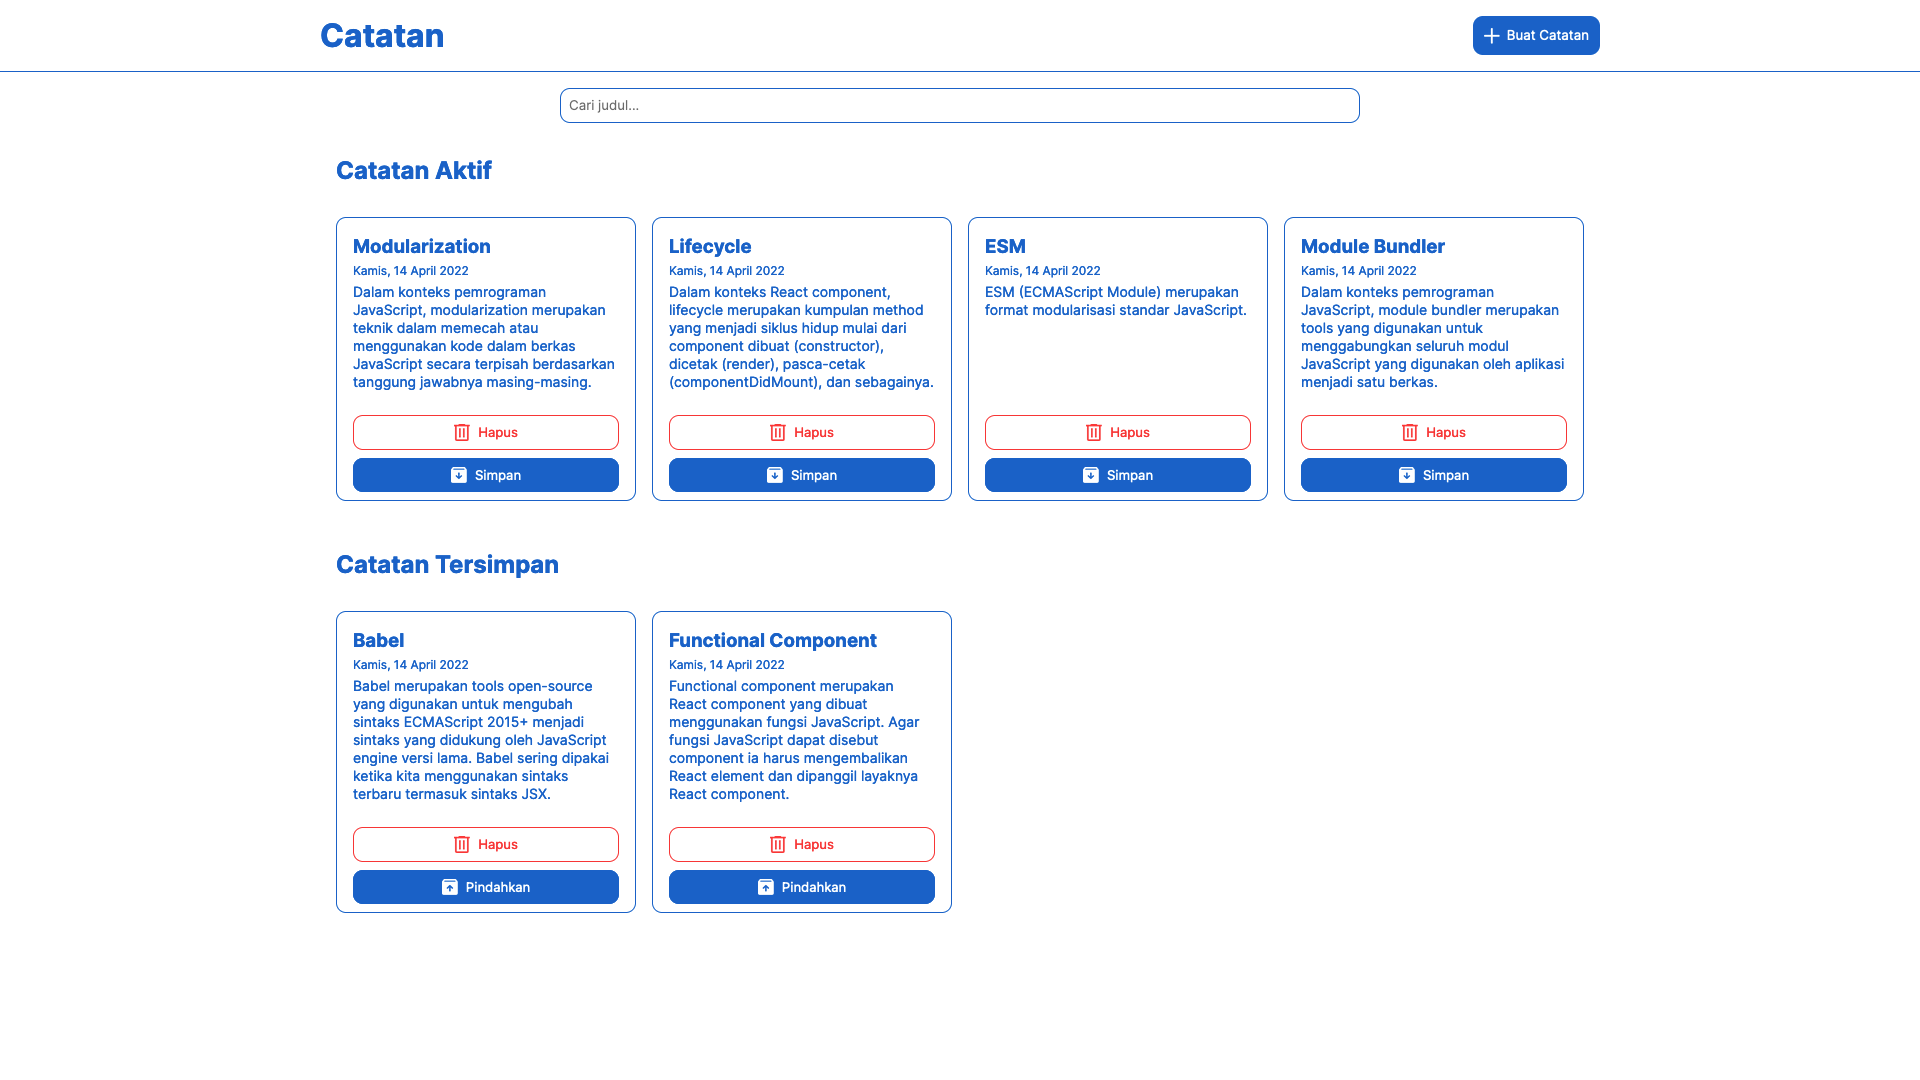 Catatan
Buat Catatan
Cari judul...
Catatan Aktif
Modularization
Kamis, 14 April 2022
Dalam konteks pemrograman
JavaScript, modularization merupakan
teknik dalam memecah atau
menggunakan kode dalam berkas
JavaScript secara terpisah berdasarkan
tanggung jawabnya masing-masing.
Hapus
Simpan
Lifecycle
Kamis, 14 April 2022
Dalam konteks React component,
lifecycle merupakan kumpulan method
yang menjadi siklus hidup mulai dari
component dibuat (constructor),
dicetak (render), pasca-cetak
(componentDidMount), dan sebagainya.
Hapus
Simpan
ESM
Kamis, 14 April 2022
ESM (ECMAScript Module) merupakan
format modularisasi standar JavaScript.
Hapus
Simpan
Module Bundler
Kamis, 14 April 2022
Dalam konteks pemrograman
JavaScript, module bundler merupakan
tools yang digunakan untuk
menggabungkan seluruh modul
JavaScript yang digunakan oleh aplikasi
menjadi satu berkas.
Hapus
Simpan
Catatan Tersimpan
Babel
Kamis, 14 April 2022
Babel merupakan tools open-source
yang digunakan untuk mengubah
sintaks ECMAScript 2015+ menjadi
sintaks yang didukung oleh JavaScript
engine versi lama. Babel sering dipakai
ketika kita menggunakan sintaks
terbaru termasuk sintaks JSX.
Hapus
Pindahkan
Functional Component
Kamis, 14 April 2022
Functional component merupakan
React component yang dibuat
menggunakan fungsi JavaScript. Agar
fungsi JavaScript dapat disebut
component ia harus mengembalikan
React element dan dipanggil layaknya
React component.
Hapus
Pindahkan